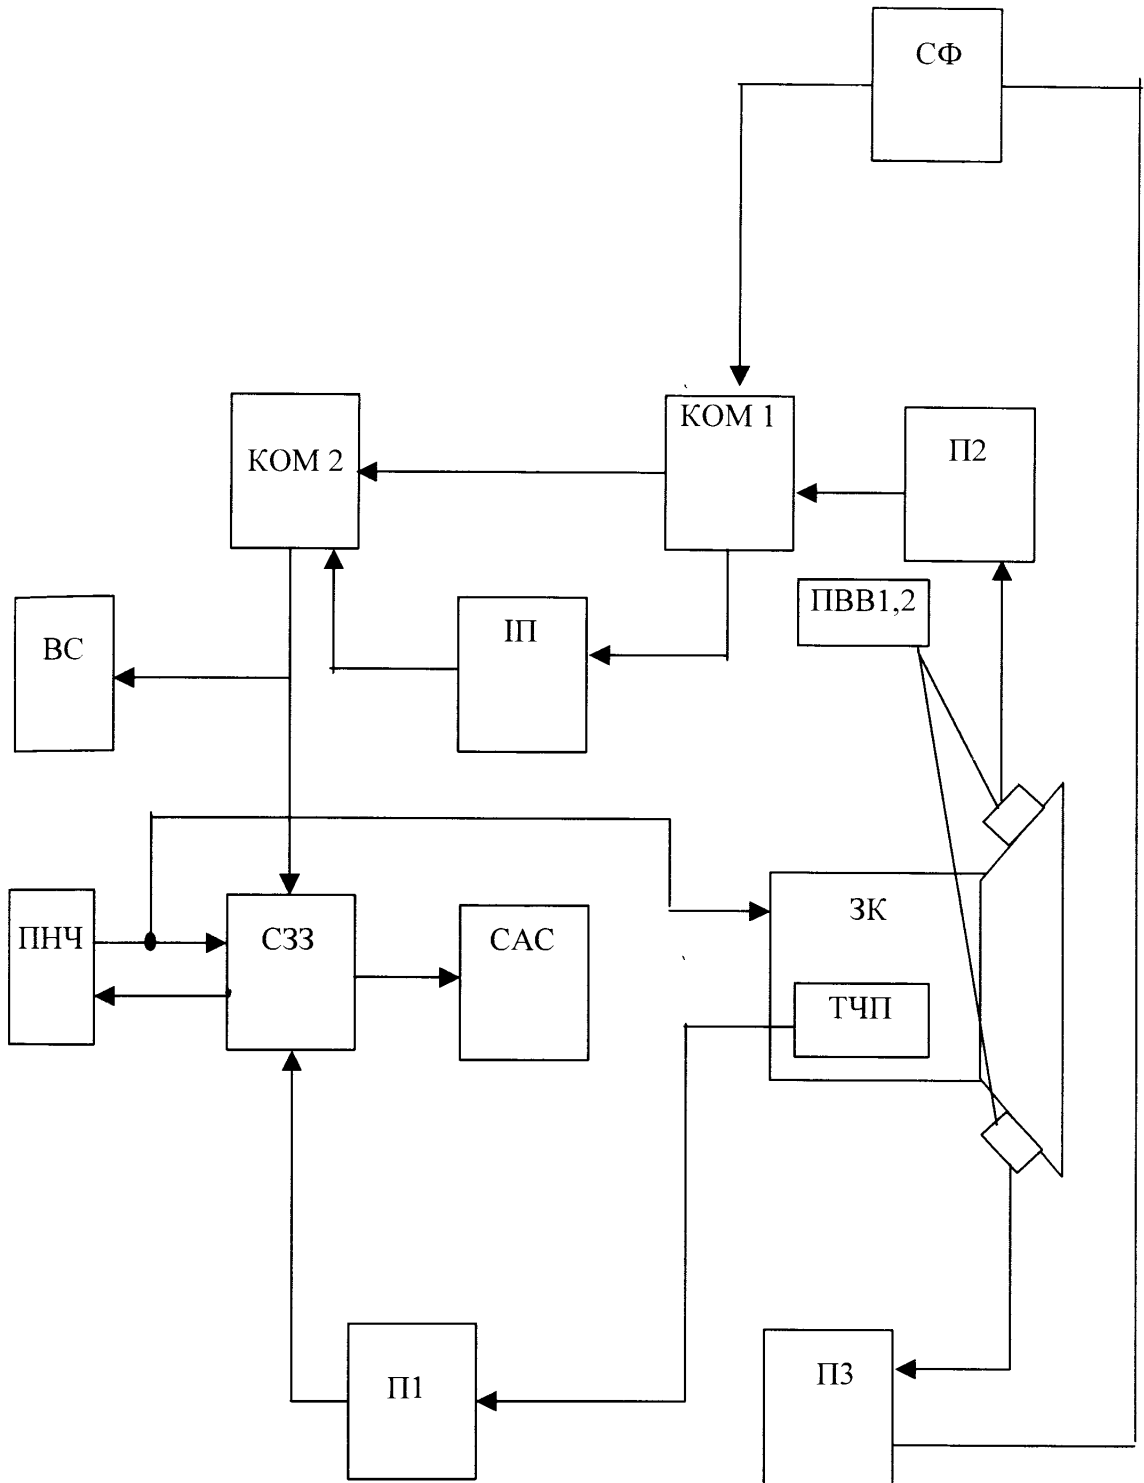 СФ
КОМ 1
КОМ 2
П2
ПВВ1,2
ІП
ВС
ЗК
ПНЧ
СЗЗ
САС
ТЧП
П1
П3